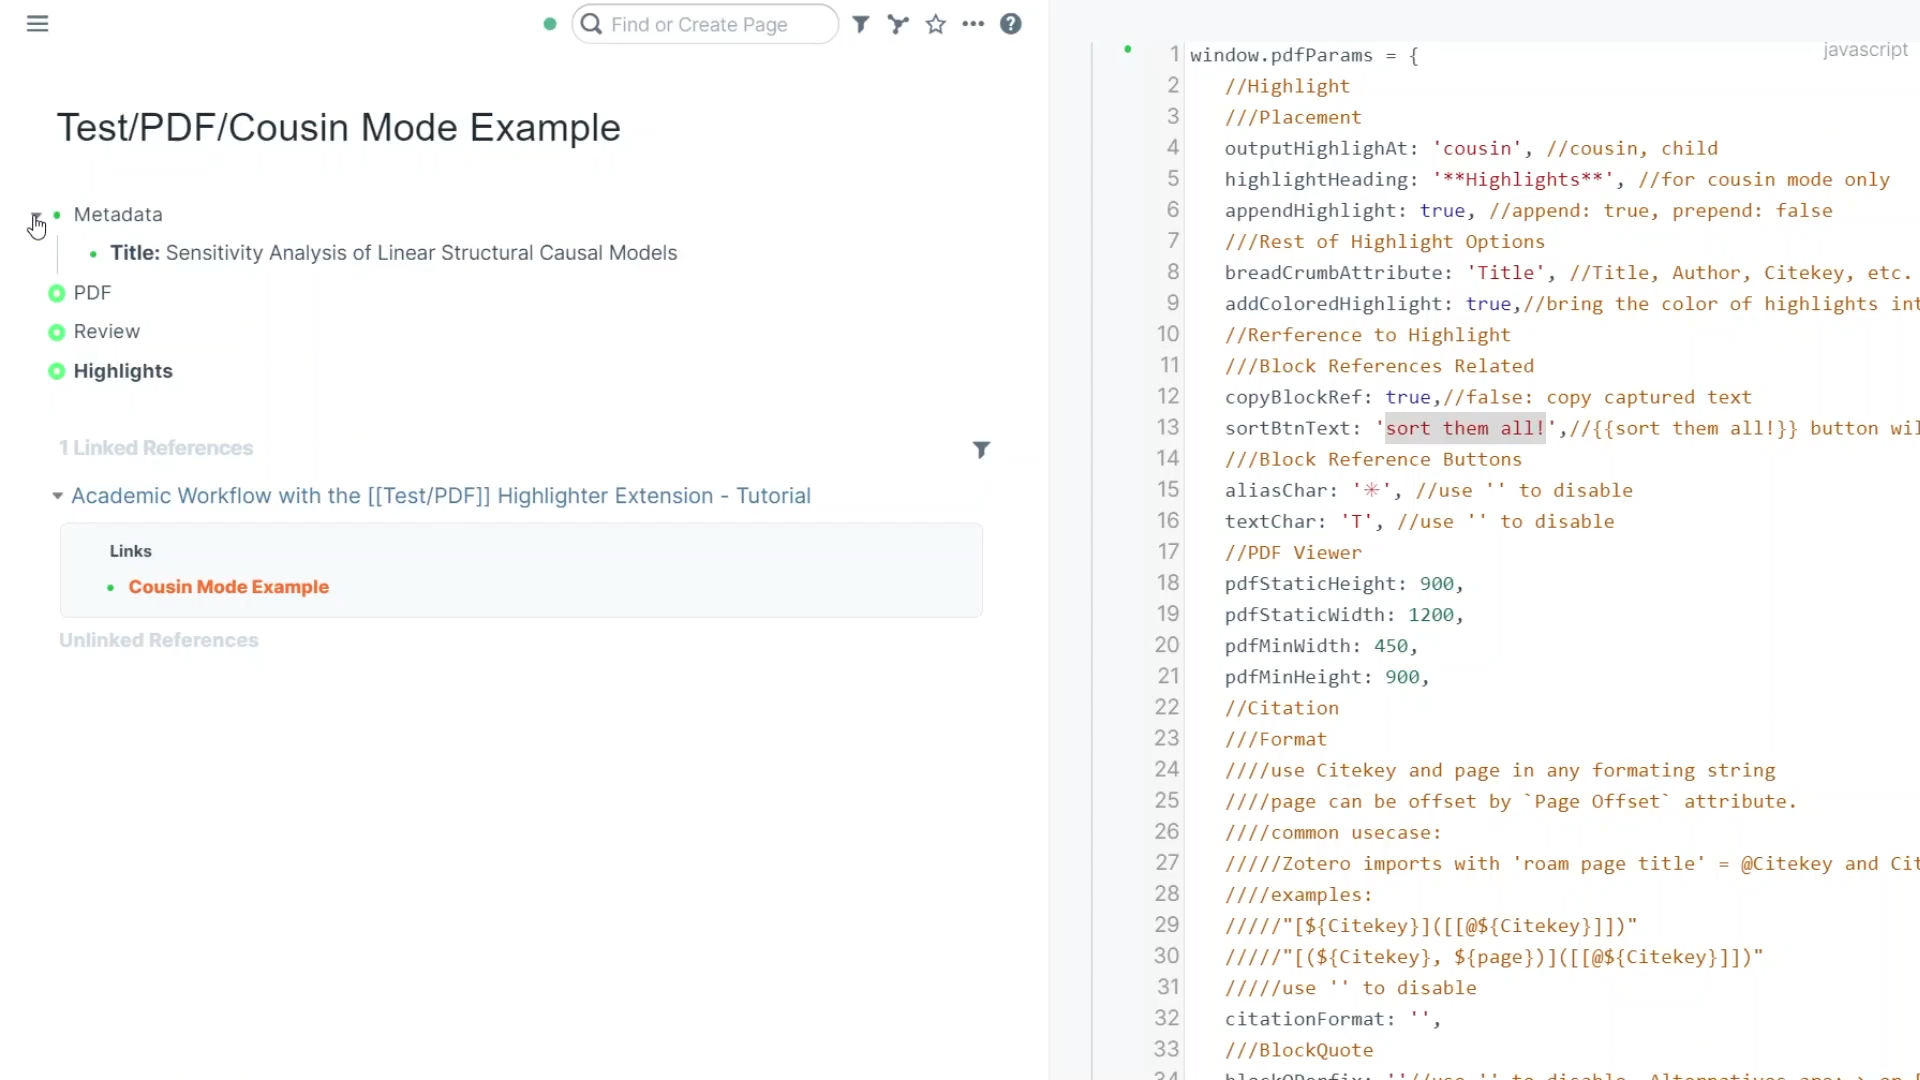 Find or Create Page
Test/PDF/Cousin Mode Example
Metadata
Title: Sensitivity Analysis of Linear Structural Causal Models
PDF
Review
Highlights
1 Linked References
Academic Workflow with the [[Test/PDF]] Highlighter Extension - Tutorial
Links
Cousin Mode Example
Unlinked References
javascript
1 window.pdfParams = {
2 //Highlight
3 ///Placement
4 outputHighlighAt: 'cousin', //cousin, child
5 highlightHeading: '**Highlights**', //for cousin mode only
6 appendHighlight: true, //append: true, prepend: false
7 ///Rest of Highlight Options
8 breadCrumbAttribute: 'Title', //Title, Author, Citekey, etc.
9 addColoredHighlight: true,//bring the color of highlights int
10 //Rerference to Highlight
11 ///Block References Related
12 copyBlockRef: true,//false: copy captured text
13 sortBtnText: 'sort them all!',//{{sort them all!}} button wil
14 ///Block Reference Buttons
15 aliasChar: '✳', //use '' to disable
16 textChar: 'T', //use '' to disable
17 //PDF Viewer
18 pdfStaticHeight: 900,
19 pdfStaticWidth: 1200,
20 pdfMinWidth: 450,
21 pdfMinHeight: 900,
22 //Citation
23 ///Format
24 ////use Citekey and page in any formating string
25 ////page can be offset by `Page Offset` attribute.
26 ////common usecase:
27 /////Zotero imports with 'roam page title' = @Citekey and Cit
28 ////examples:
29 /////"[${Citekey}]([[@${Citekey}]])"
30 /////"[(${Citekey}, ${page})]([[@${Citekey}]])"
31 /////use '' to disable
32 citationFormat: '',
33 ///BlockQuote